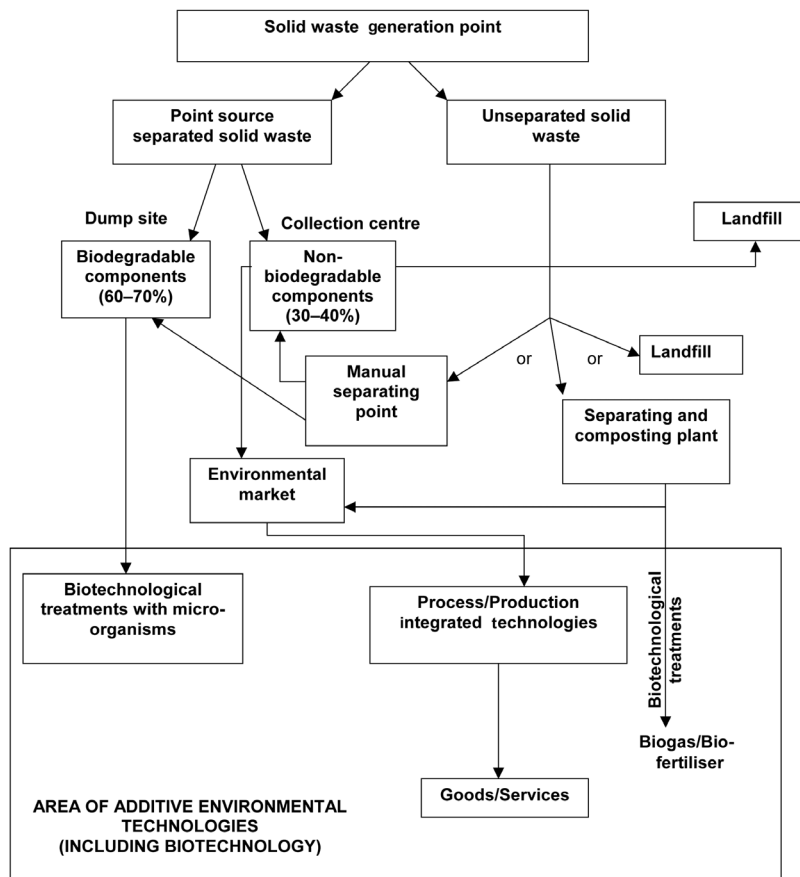 Solid waste generation point
Point source
separated solid waste
Unseparated solid
waste
Dump site
Collection centre
Landfill
Biodegradable
components
(60–70%)
Non-
biodegradable
components
(30–40%)
or
or
Landfill
Manual
separating
point
Separating and
composting plant
Environmental
market
Biotechnological
treatments with micro-
organisms
Process/Production
integrated technologies
Biotechnological
treatments
Biogas/Bio-
fertiliser
Goods/Services
AREA OF ADDITIVE ENVIRONMENTAL
TECHNOLOGIES
(INCLUDING BIOTECHNOLOGY)